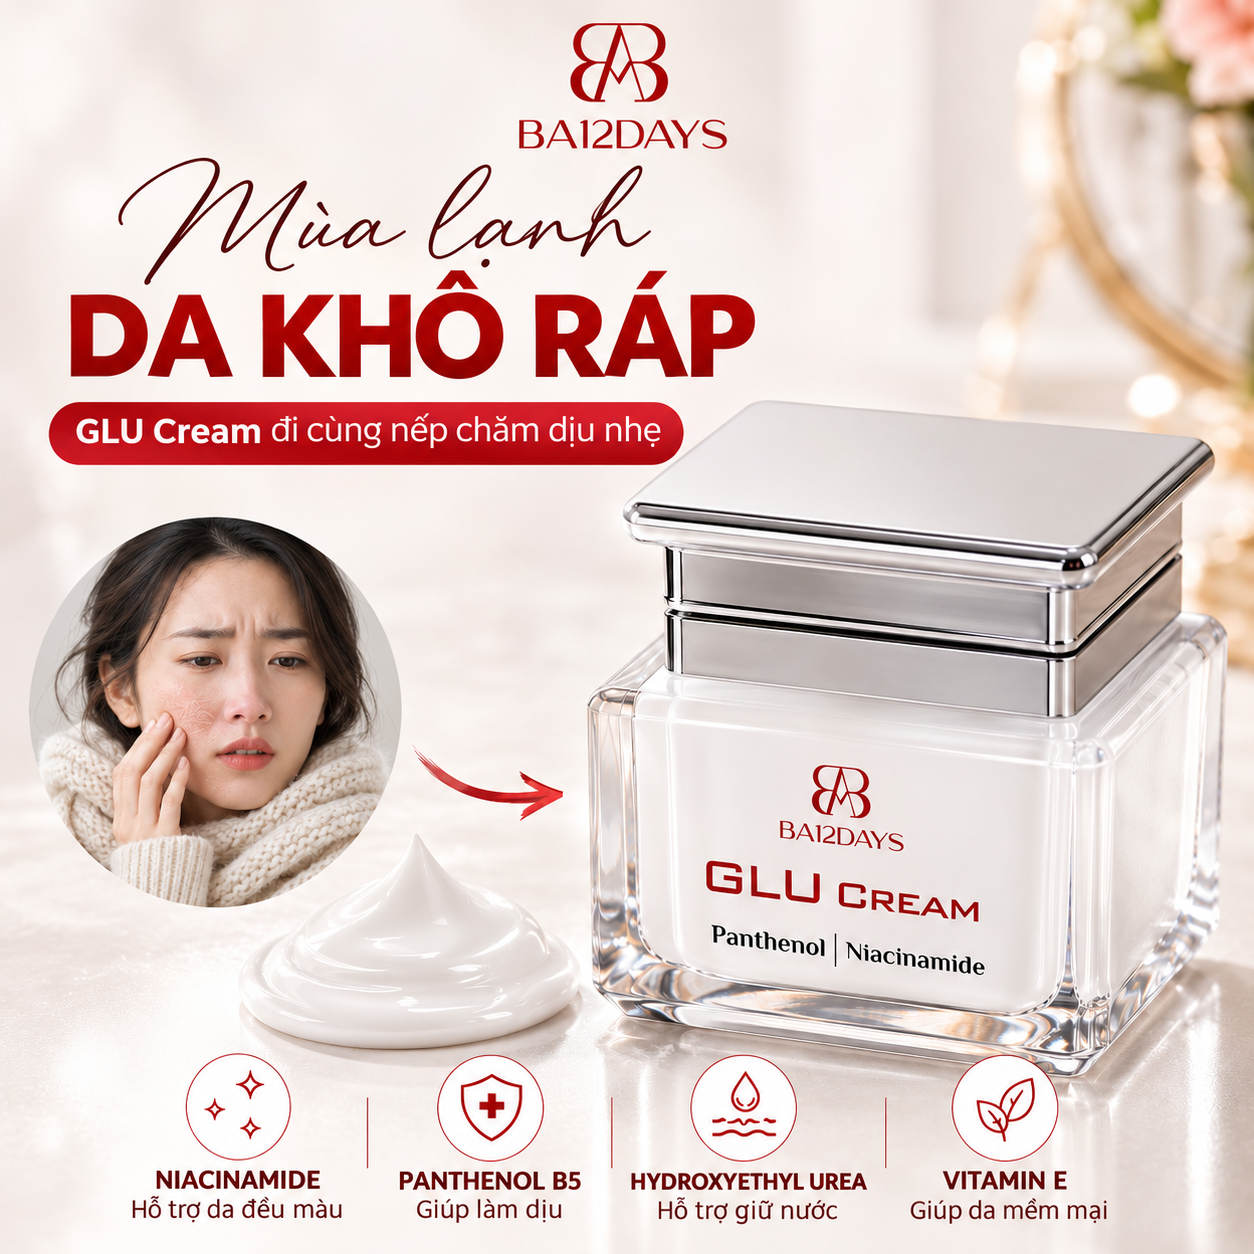 BA12DAYS
Mùa lạnh
DA KHÔ RÁP
GLU Cream đi cùng nếp chăm dịu nhẹ
BA12DAYS
GLU CREAM
Panthenol | Niacinamide
NIACINAMIDE
Hỗ trợ da đều màu
PANTHENOL B5
Giúp làm dịu
HYDROXYETHYL UREA
Hỗ trợ giữ nước
VITAMIN E
Giúp da mềm mại